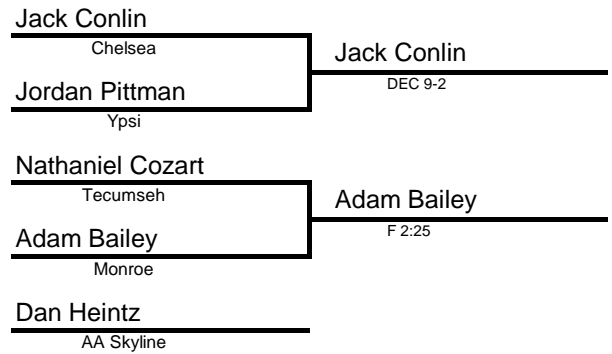 Jack Conlin
Chelsea
Jack Conlin
DEC 9-2
Jordan Pittman
Ypsi
Nathaniel Cozart
Tecumseh
Adam Bailey
F 2:25
Adam Bailey
Monroe
Dan Heintz
AA Skyline